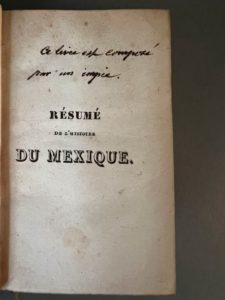 Ce livre est composé
par un impie.
RÉSUMÉ
DE L'HISTOIRE
DU MEXIQUE.